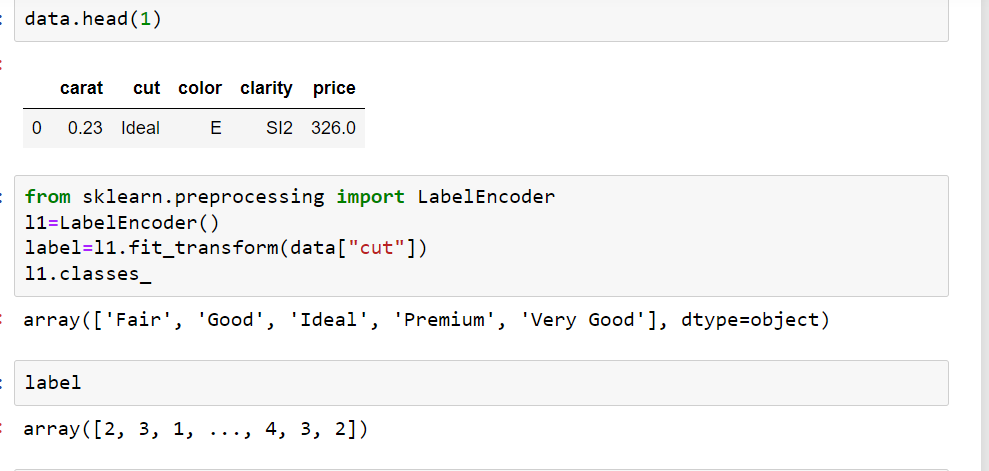 data.head(1)
carat cut color clarity price
0 0.23 Ideal E SI2 326.0
from sklearn.preprocessing import LabelEncoder
l1=LabelEncoder()
label=l1.fit_transform(data["cut"])
l1.classes_
array(['Fair', 'Good', 'Ideal', 'Premium', 'Very Good'], dtype=object)
label
array([2, 3, 1, ..., 4, 3, 2])